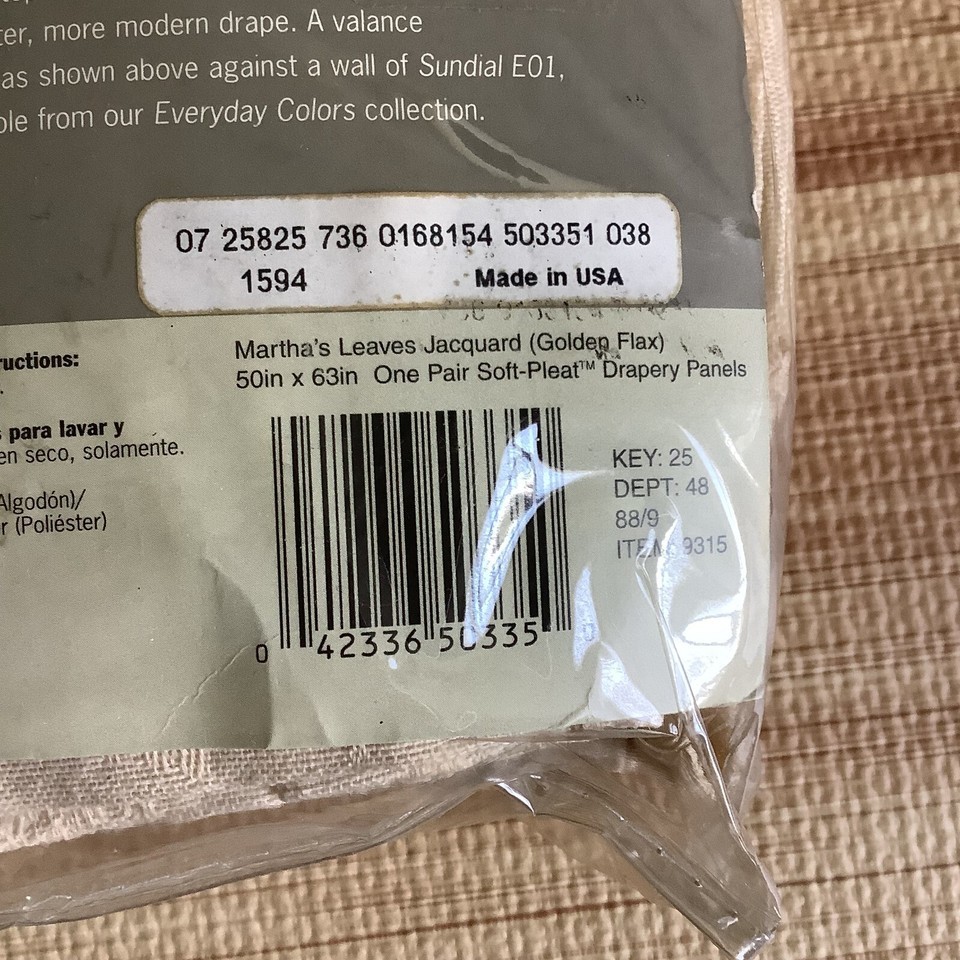 ter, more modern drape. A valance
as shown above against a wall of Sundial E01,
ble from our Everyday Colors collection.
07 25825 736 0168154 503351 038
1594 Made in USA
ructions:
Martha's Leaves Jacquard (Golden Flax)
50in x 63in One Pair Soft-Pleat™ Drapery Panels
para lavar y
en seco, solamente.
Algodón)/
r (Poliéster)
KEY: 25
DEPT: 48
88/9
ITEM: 9315
0 42336 50335 0